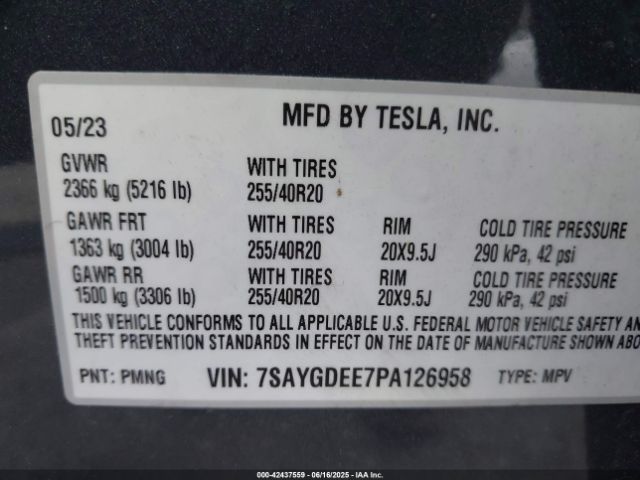 05/23 MFD BY TESLA, INC.
GVWR WITH TIRES
2366 kg (5216 lb) 255/40R20
GAWR FRT WITH TIRES RIM COLD TIRE PRESSURE
1363 kg (3004 lb) 255/40R20 20X9.5J 290 kPa, 42 psi
GAWR RR WITH TIRES RIM COLD TIRE PRESSURE
1500 kg (3306 lb) 255/40R20 20X9.5J 290 kPa, 42 psi
THIS VEHICLE CONFORMS TO ALL APPLICABLE U.S. FEDERAL MOTOR VEHICLE SAFETY AN
THEFT PREVENTION STANDARDS IN EFFECT ON THE DATE OF MANUFACTURE SHOWN ABO
PNT: PMNG VIN: 7SAYGDEE7PA126958 TYPE: MPV
000-42437559 - 06/16/2025 - IAA Inc.